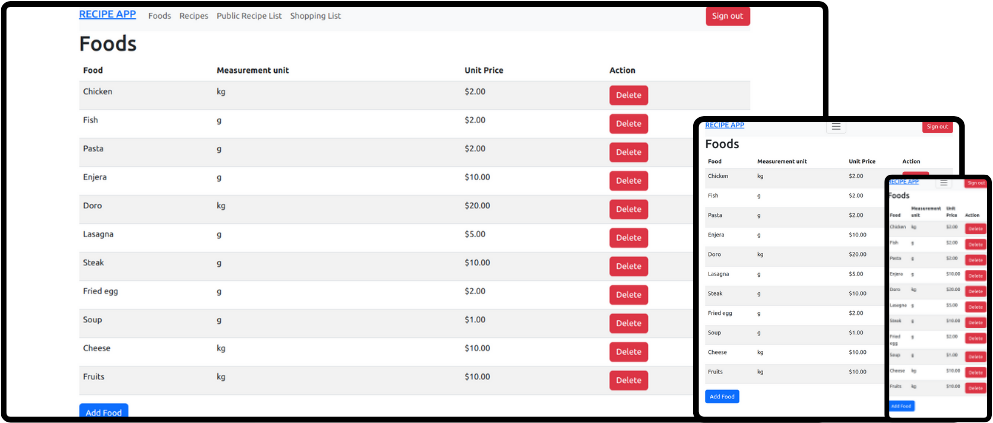 RECIPE APP Foods Recipes Public Recipe List Shopping List Sign out
Foods
Food Measurement unit Unit Price Action
Chicken kg $2.00 Delete
Fish g $2.00 Delete
Pasta g $2.00 Delete
Enjera g $10.00 Delete
Doro kg $20.00 Delete
Lasagna g $5.00 Delete
Steak g $10.00 Delete
Fried egg g $2.00 Delete
Soup g $1.00 Delete
Cheese kg $10.00 Delete
Fruits kg $10.00 Delete
Add Food
RECIPE APP Sign out
Foods
Food Measurement unit Unit Price Action
Chicken kg $2.00
Fish g $2.00
Pasta g $2.00
Enjera g $10.00
Doro kg $20.00
Lasagna g $5.00
Steak g $10.00
Fried egg g $2.00
Soup g $1.00
Cheese kg $10.00
Fruits kg $10.00
Add Food
RECIPE APP Sign out
Foods
Measurement Unit
Food unit Price Action
Chicken kg $2.00 Delete
Fish g $2.00 Delete
Pasta g $2.00 Delete
Enjera g $10.00 Delete
Doro kg $20.00 Delete
Lasagna g $5.00 Delete
Steak g $10.00 Delete
Fried g $2.00 Delete
egg
Soup g $1.00 Delete
Cheese kg $10.00 Delete
Fruits kg $10.00 Delete
Add Food